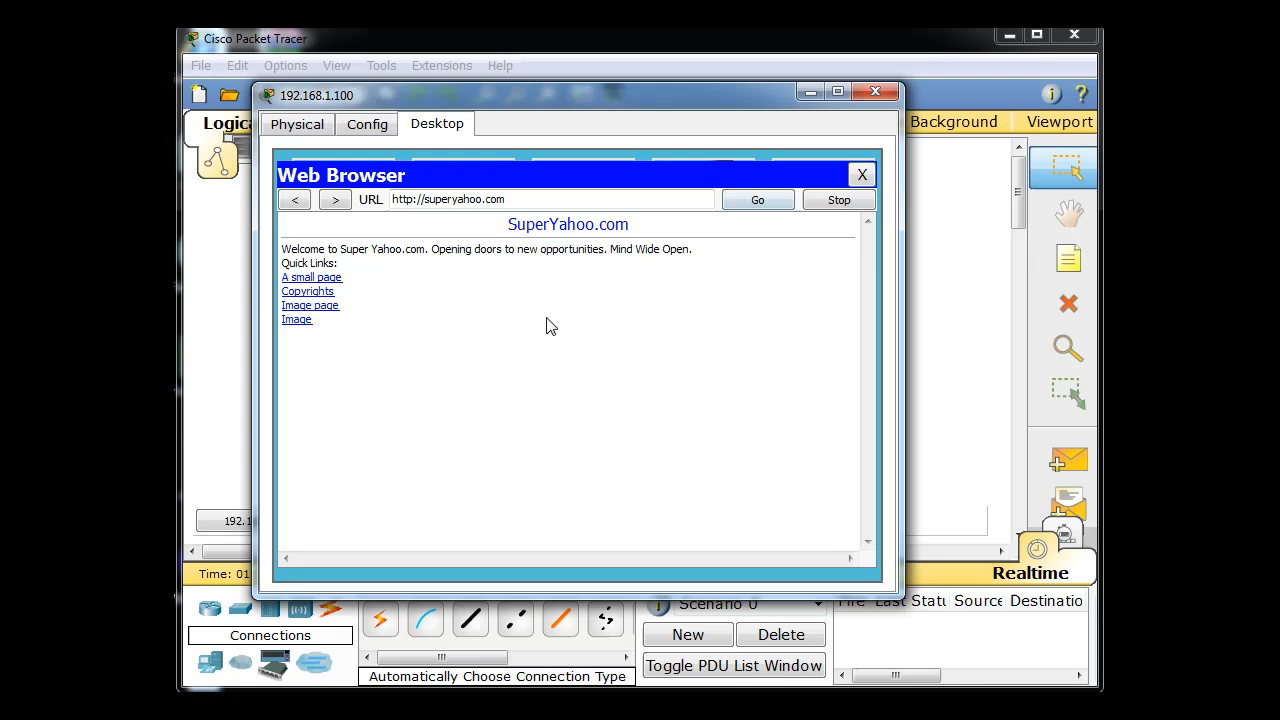 Cisco Packet Tracer
File Edit Options View Tools Extensions Help
192.168.1.100
Logica
Background
Viewport
Physical
Config
Desktop
Web Browser
X
<
>
URL
http://superyahoo.com
Go
Stop
SuperYahoo.com
Welcome to Super Yahoo.com. Opening doors to new opportunities. Mind Wide Open.
Quick Links:
A small page
Copyrights
Image page
Image
192.1
Time: 01
Realtime
Connections
Automatically Choose Connection Type
Scenario 0
New
Delete
Toggle PDU List Window
Fire Last Statu Source Destinatio